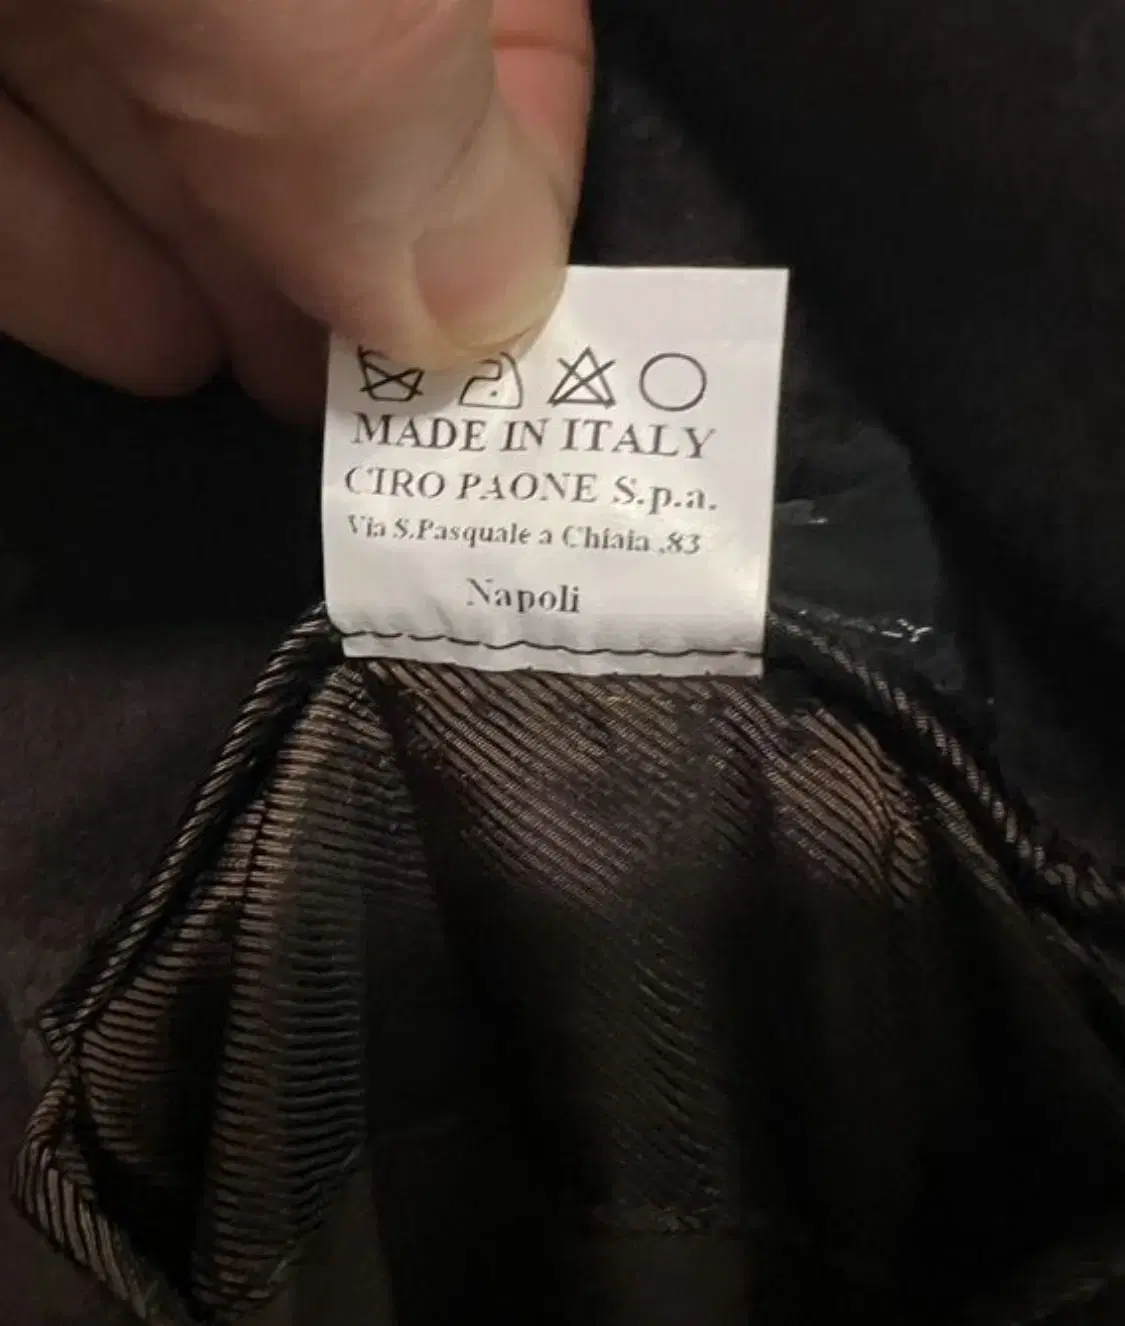 MADE IN ITALY
CIRO PAONE S.p.a.
Via S.Pasquale a Chiaia ,83
Napoli